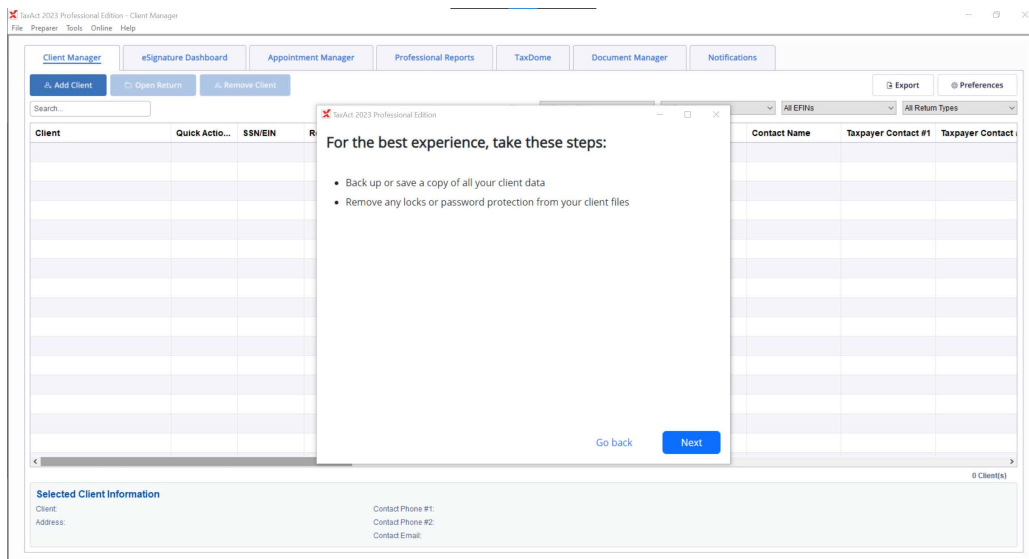 TaxAct 2023 Professional Edition - Client Manager
File Preparer Tools Online Help
Client Manager eSignature Dashboard Appointment Manager Professional Reports TaxDome Document Manager Notifications
Add Client Open Return Remove Client Export Preferences
Search... All EFINs All Return Types
Client Quick Actio... SSN/EIN Contact Name Taxpayer Contact #1 Taxpayer Contact
TaxAct 2023 Professional Edition
For the best experience, take these steps:
• Back up or save a copy of all your client data
• Remove any locks or password protection from your client files
Go back Next
0 Client(s)
Selected Client Information
Client: Contact Phone #1:
Address: Contact Phone #2:
Contact Email: